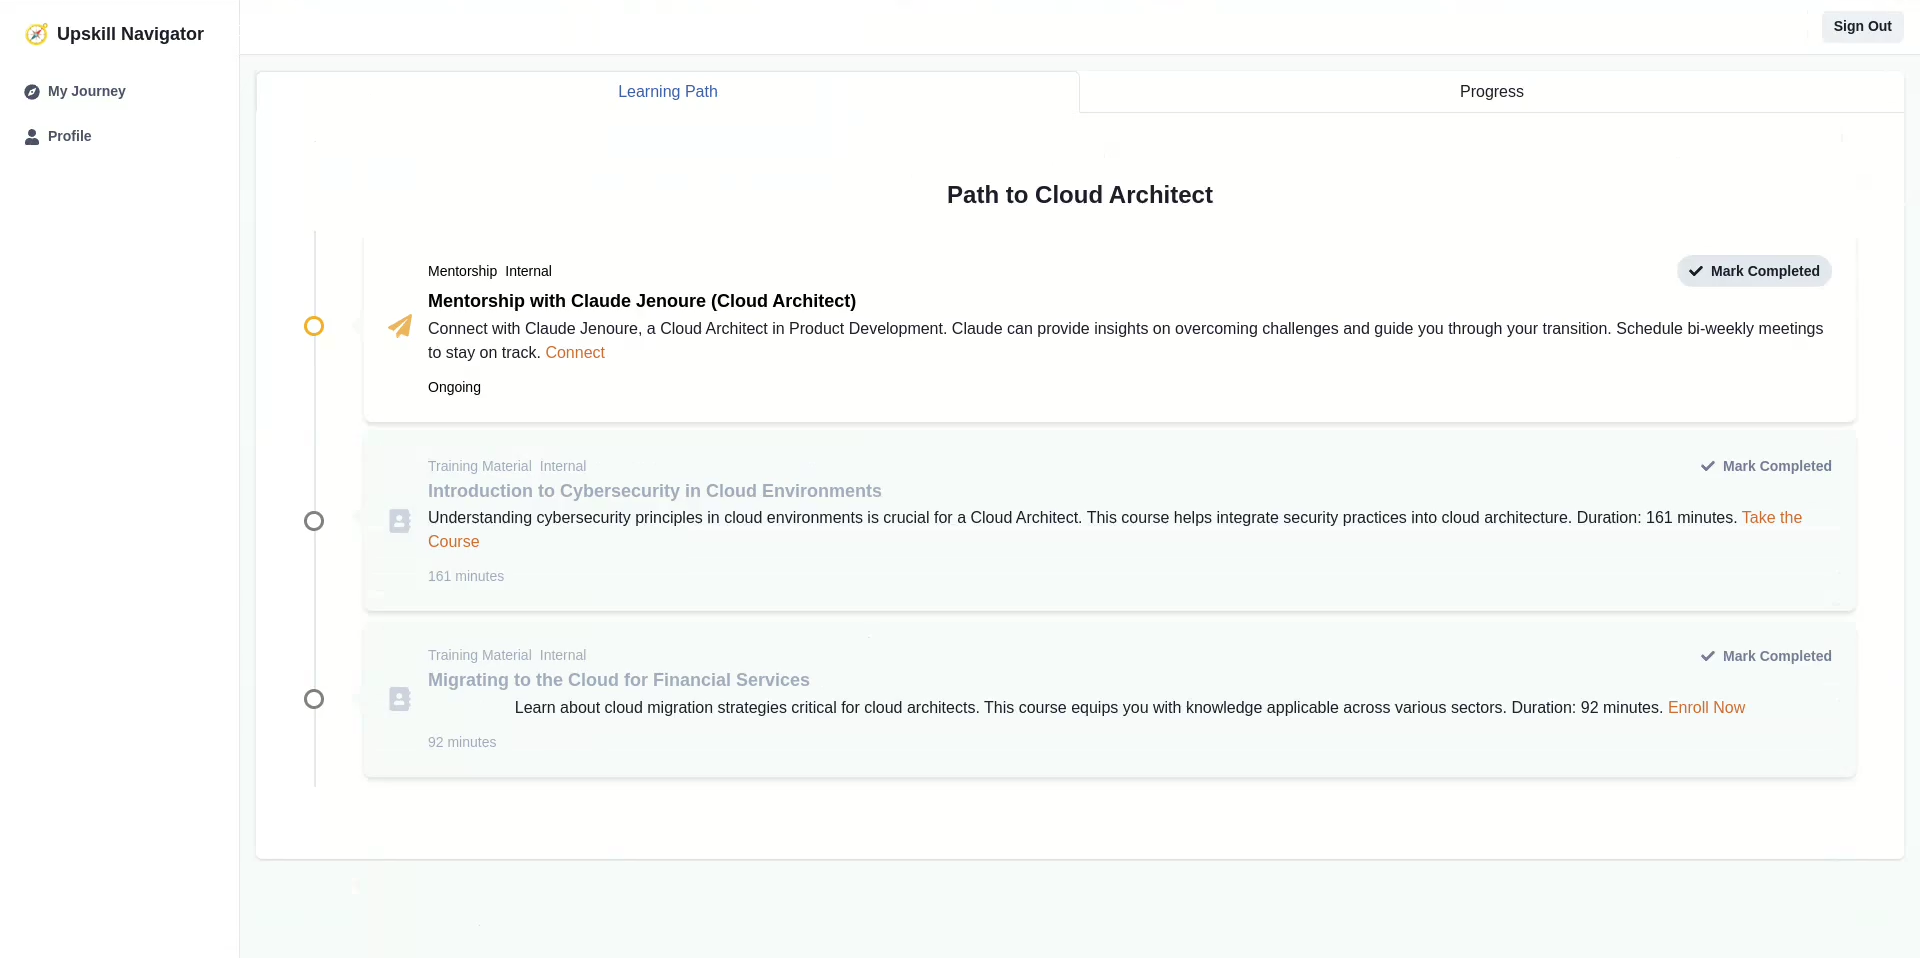 Upskill Navigator
Sign Out
My Journey
Profile
Learning Path
Progress
Path to Cloud Architect
Mentorship Internal
Mark Completed
Mentorship with Claude Jenoure (Cloud Architect)
Connect with Claude Jenoure, a Cloud Architect in Product Development. Claude can provide insights on overcoming challenges and guide you through your transition. Schedule bi-weekly meetings
to stay on track. Connect
Ongoing
Training Material Internal
Mark Completed
Introduction to Cybersecurity in Cloud Environments
Understanding cybersecurity principles in cloud environments is crucial for a Cloud Architect. This course helps integrate security practices into cloud architecture. Duration: 161 minutes. Take the
Course
161 minutes
Training Material Internal
Mark Completed
Migrating to the Cloud for Financial Services
Learn about cloud migration strategies critical for cloud architects. This course equips you with knowledge applicable across various sectors. Duration: 92 minutes. Enroll Now
92 minutes